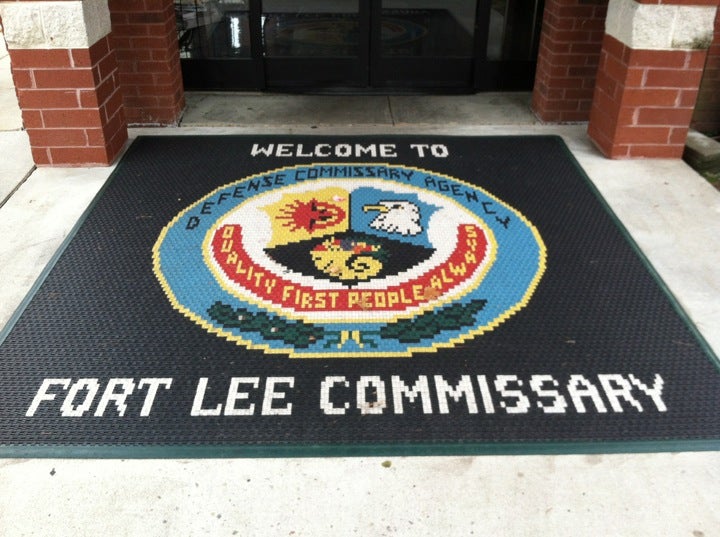 WELCOME TO
DEFENSE COMMISSARY AGENCY
QUALITY FIRST PEOPLE ALWAYS
FORT LEE COMMISSARY